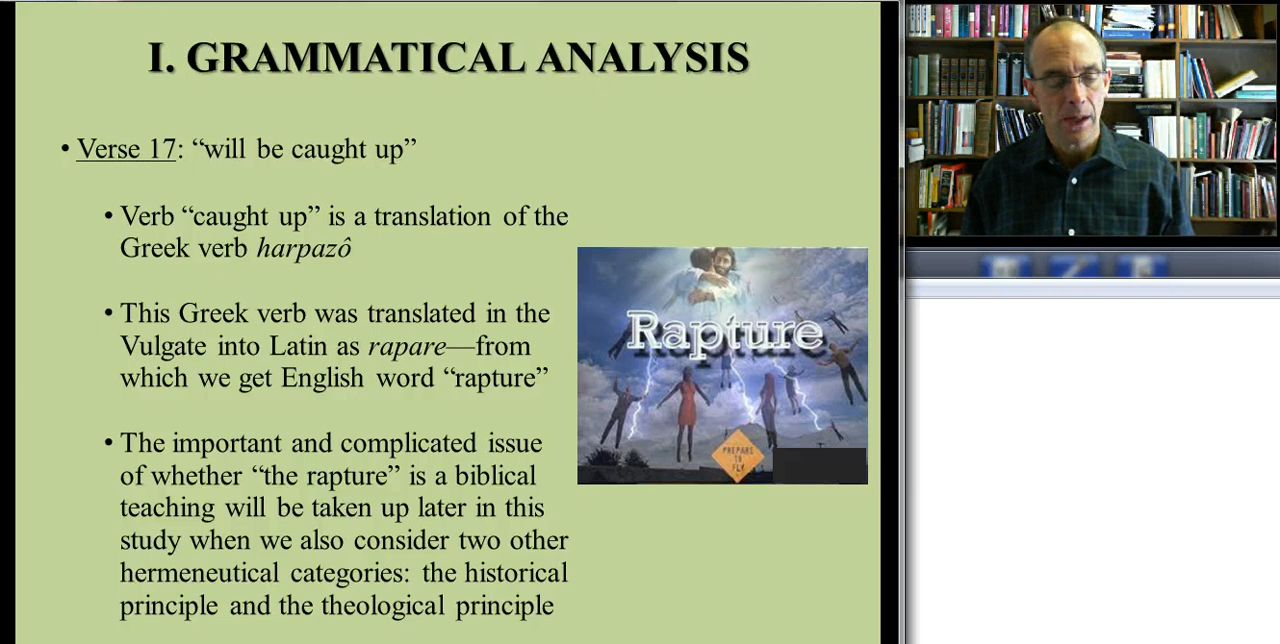 I. GRAMMATICAL ANALYSIS
• Verse 17: “will be caught up”
• Verb “caught up” is a translation of the
Greek verb harpazô
• This Greek verb was translated in the
Vulgate into Latin as rapare—from
which we get English word “rapture”
• The important and complicated issue
of whether “the rapture” is a biblical
teaching will be taken up later in this
study when we also consider two other
hermeneutical categories: the historical
principle and the theological principle
Rapture
PREPARE
TO
FLY